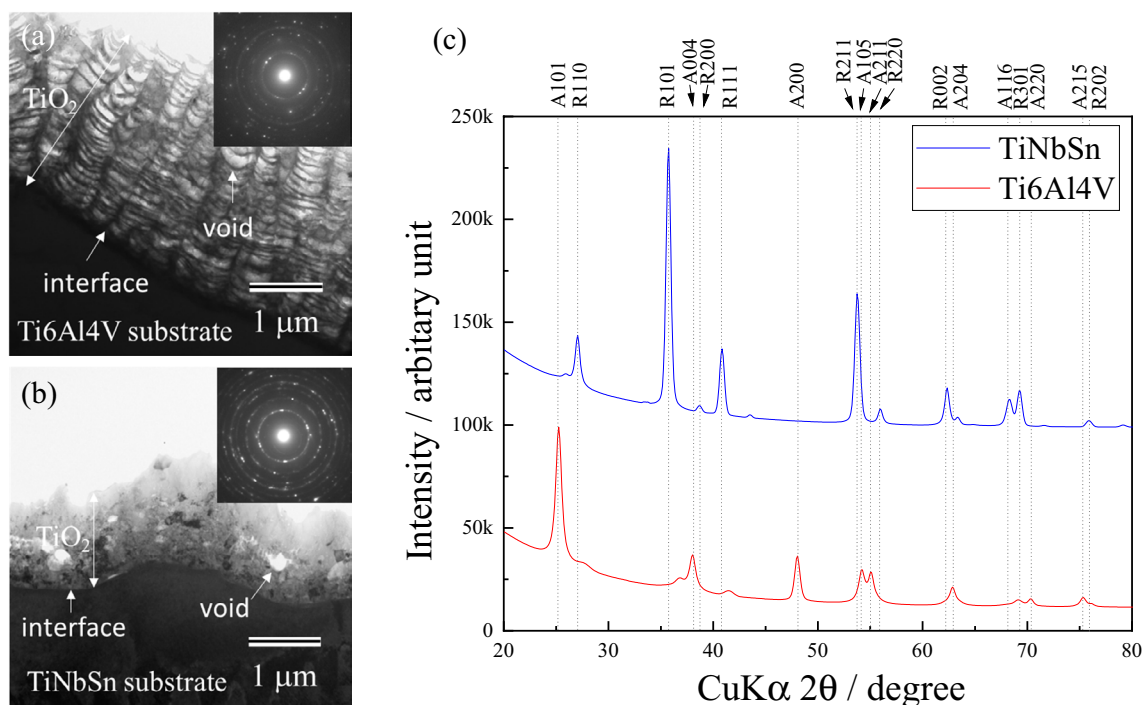 (a)
TiO2
void
interface
1 µm
Ti6Al4V substrate
(b)
TiO2
void
interface
1 µm
TiNbSn substrate
(c)
A101
R110
R101
A004
R200
R111
A200
R211
A105
A211
R220
R002
A204
A116
R301
A220
A215
R202
250k
200k
150k
100k
50k
0
TiNbSn
Ti6Al4V
Intensity / arbitary unit
20
30
40
50
60
70
80
CuKα 2θ / degree